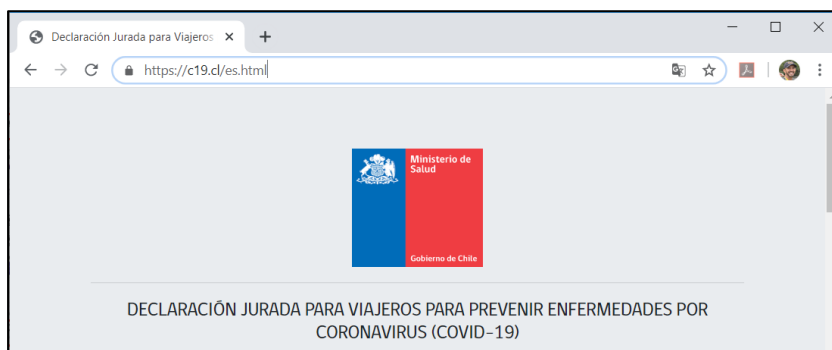 Declaración Jurada para Viajeros
https://c19.cl/es.html
Ministerio de
Salud
Gobierno de Chile
DECLARACIÓN JURADA PARA VIAJEROS PARA PREVENIR ENFERMEDADES POR
CORONAVIRUS (COVID-19)